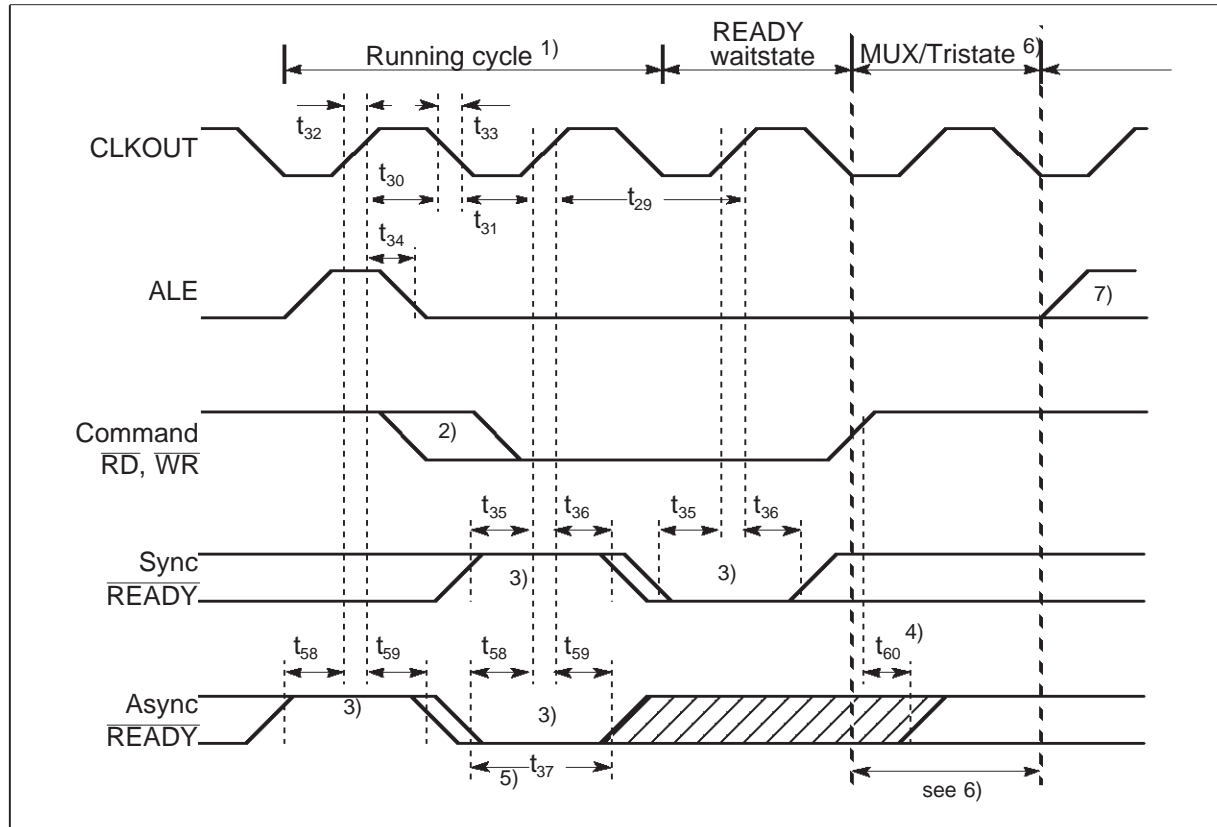 Running cycle 1)
READY
waitstate
MUX/Tristate 6)
CLKOUT
t32
t33
t30
t31
t29
t34
ALE
7)
Command
RD, WR
2)
t35
t36
t35
t36
Sync
READY
3)
3)
t58
t59
t58
t59
t60 4)
Async
READY
3)
3)
5)
t37
see 6)